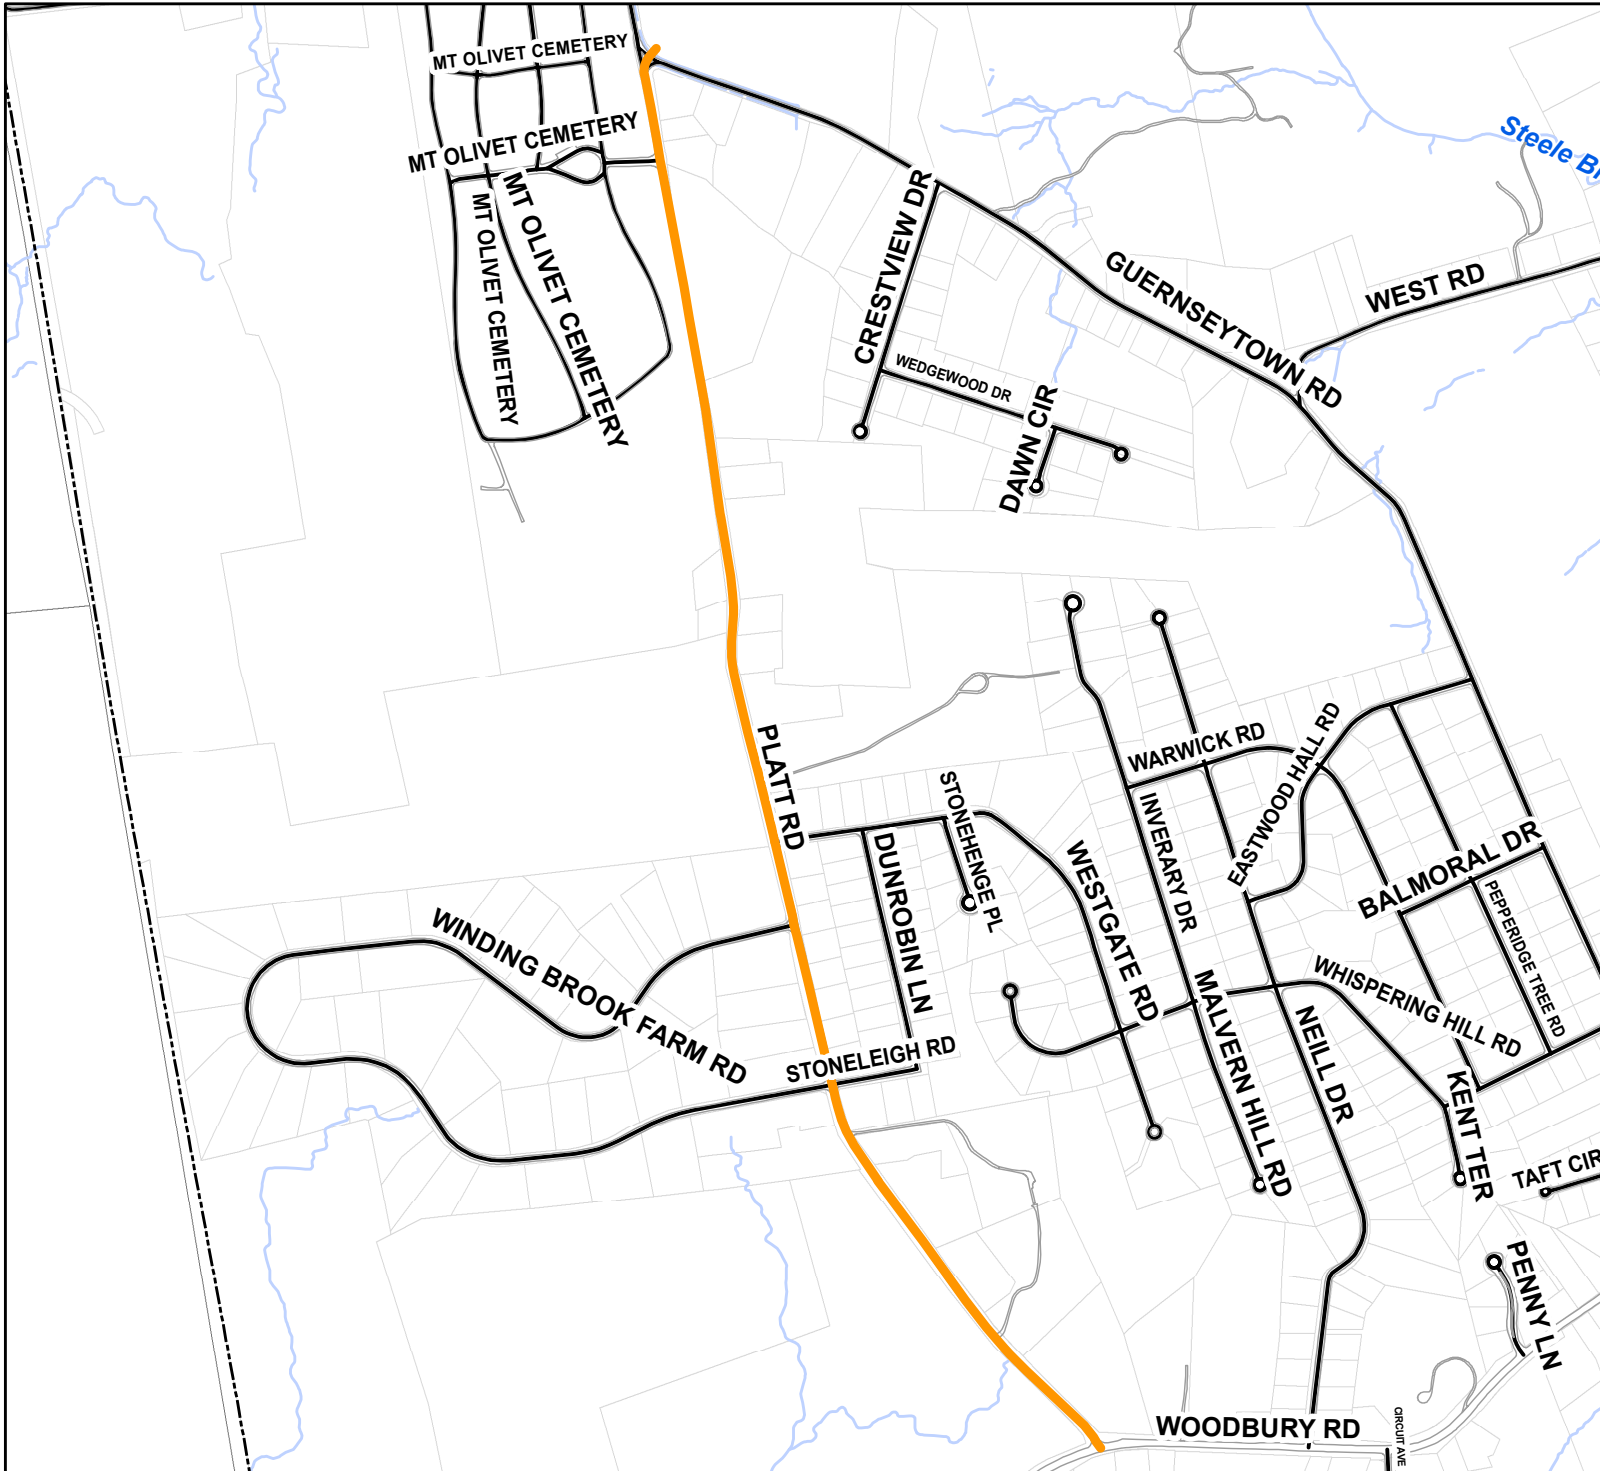 MT OLIVET CEMETERY
MT OLIVET CEMETERY
MT OLIVET CEMETERY
MT OLIVET CEMETERY
Steele Br
CRESTVIEW DR
GUERNSEYTOWN RD
WEST RD
WEDGEWOOD DR
DAWN CIR
PLATT RD
WARWICK RD
EASTWOOD HALL RD
STONEHENGE PL
INVERARY DR
DUNROBIN LN
WESTGATE RD
BALMORAL DR
PEPPERIDGE TREE RD
WINDING BROOK FARM RD
WHISPERING HILL RD
MALVERN HILL RD
NEILL DR
STONELEIGH RD
KENT TER
TAFT CIR
PENNY LN
WOODBURY RD
CIRCUIT AVE